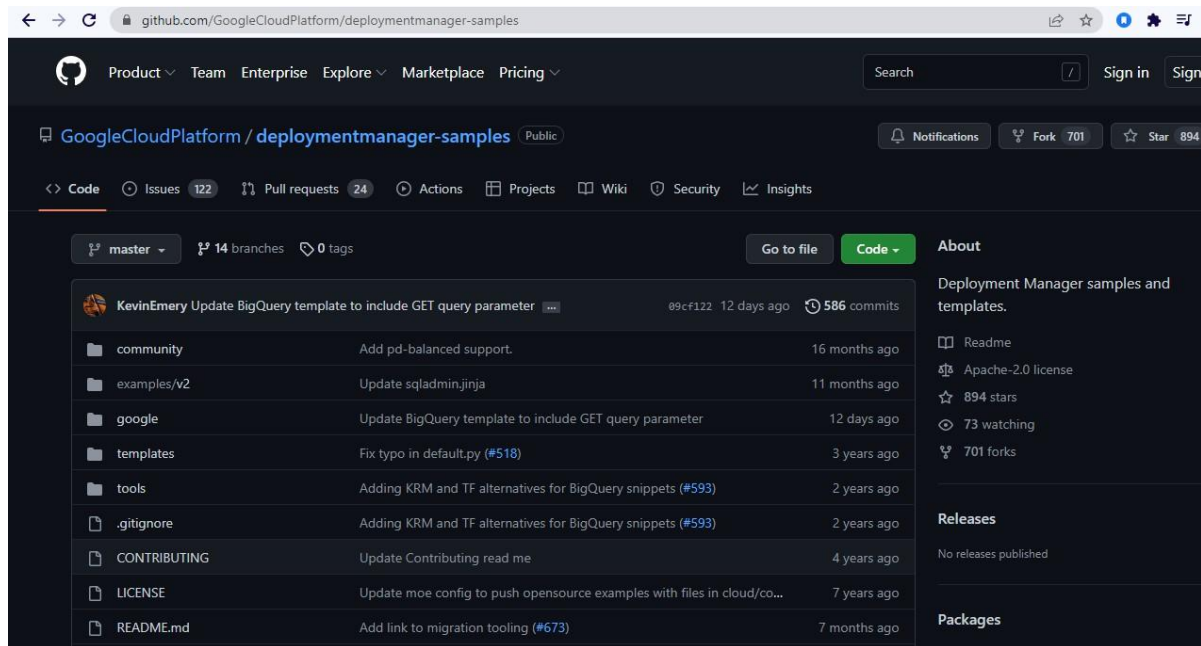 github.com/GoogleCloudPlatform/deploymentmanager-samples
Product Team Enterprise Explore Marketplace Pricing Search / Sign in Sign
GoogleCloudPlatform / deploymentmanager-samples Public Notifications Fork 701 Star 894
<> Code Issues 122 Pull requests 24 Actions Projects Wiki Security Insights
master 14 branches 0 tags Go to file Code
KevinEmery Update BigQuery template to include GET query parameter ... 09cf122 12 days ago 586 commits
community Add pd-balanced support. 16 months ago
examples/v2 Update sqladmin.jinja 11 months ago
google Update BigQuery template to include GET query parameter 12 days ago
templates Fix typo in default.py (#518) 3 years ago
tools Adding KRM and TF alternatives for BigQuery snippets (#593) 2 years ago
.gitignore Adding KRM and TF alternatives for BigQuery snippets (#593) 2 years ago
CONTRIBUTING Update Contributing read me 4 years ago
LICENSE Update moe config to push opensource examples with files in cloud/co... 7 years ago
README.md Add link to migration tooling (#673) 7 months ago
About
Deployment Manager samples and
templates.
Readme
Apache-2.0 license
894 stars
73 watching
701 forks
Releases
No releases published
Packages